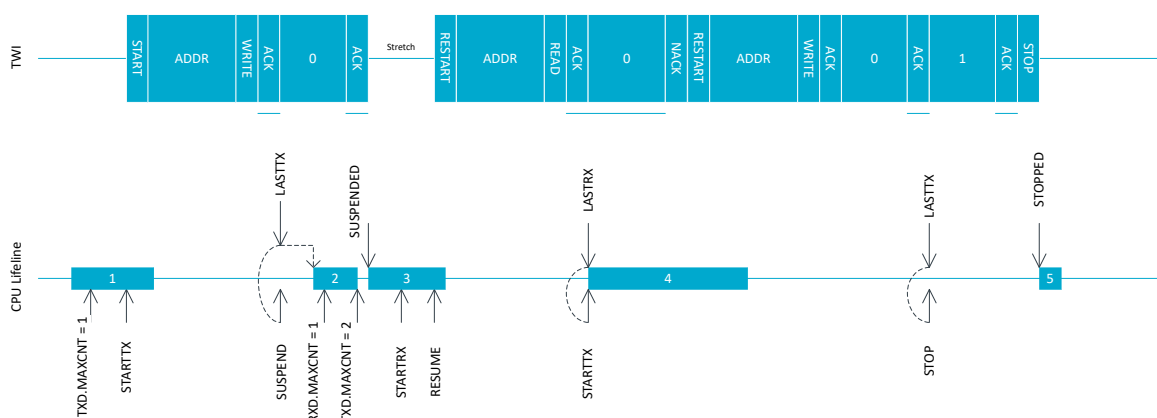 TWI
START
ADDR
WRITE
ACK
0
ACK
Stretch
RESTART
ADDR
READ
ACK
0
NACK
RESTART
ADDR
WRITE
ACK
0
ACK
1
ACK
STOP
LASTTX
SUSPENDED
LASTRX
LASTTX
STOPPED
CPU Lifeline
1
2
3
4
5
TXD.MAXCNT = 1
STARTTX
SUSPEND
RXD.MAXCNT = 1
TXD.MAXCNT = 2
STARTRX
RESUME
STARTTX
STOP